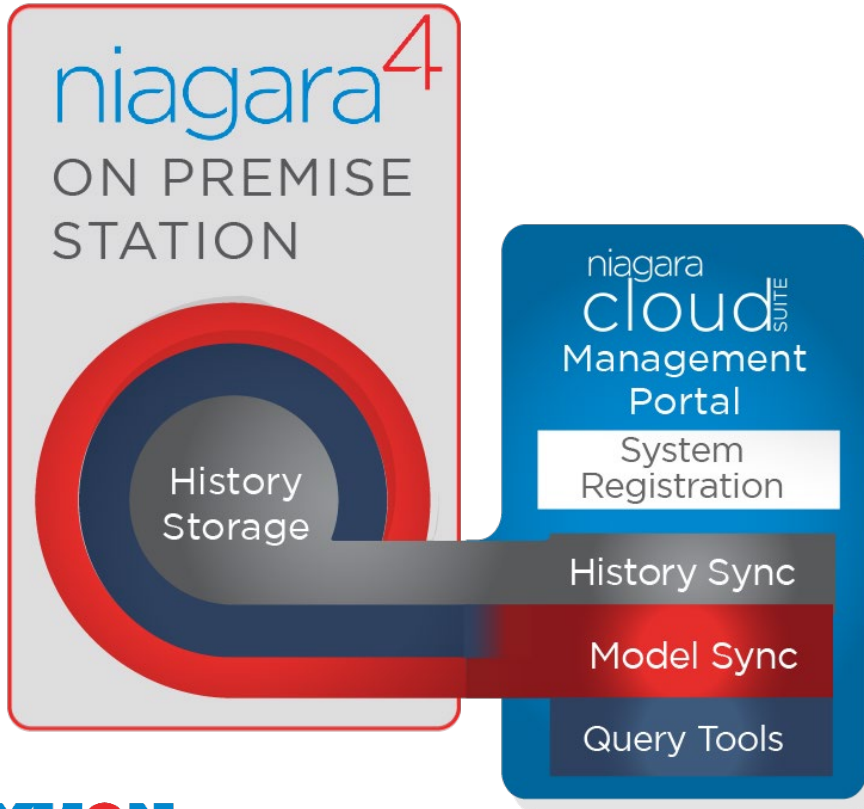 niagara4
ON PREMISE
STATION
History
Storage
niagara
cloud SUITE
Management
Portal
System
Registration
History Sync
Model Sync
Query Tools